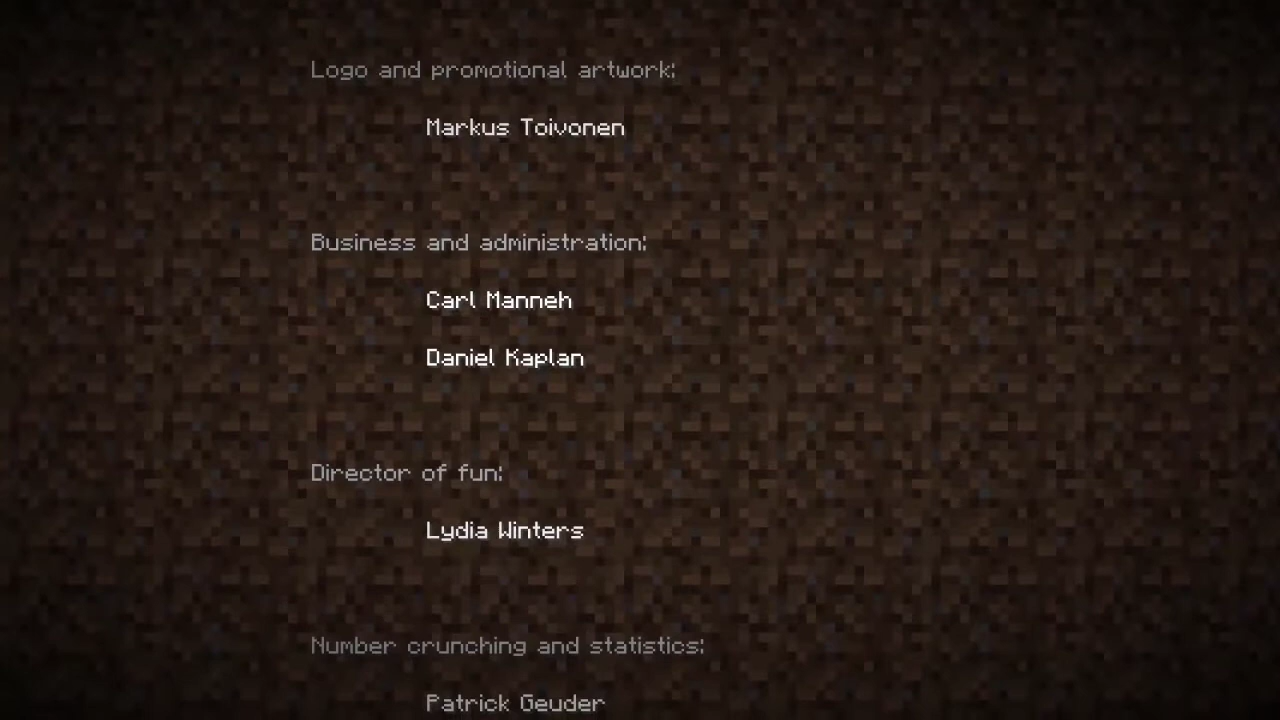 Logo and promotional artwork:
Markus Toivonen
Business and administration:
Carl Manneh
Daniel Kaplan
Director of fun:
Lydia Winters
Number crunching and statistics:
Patrick Geuder